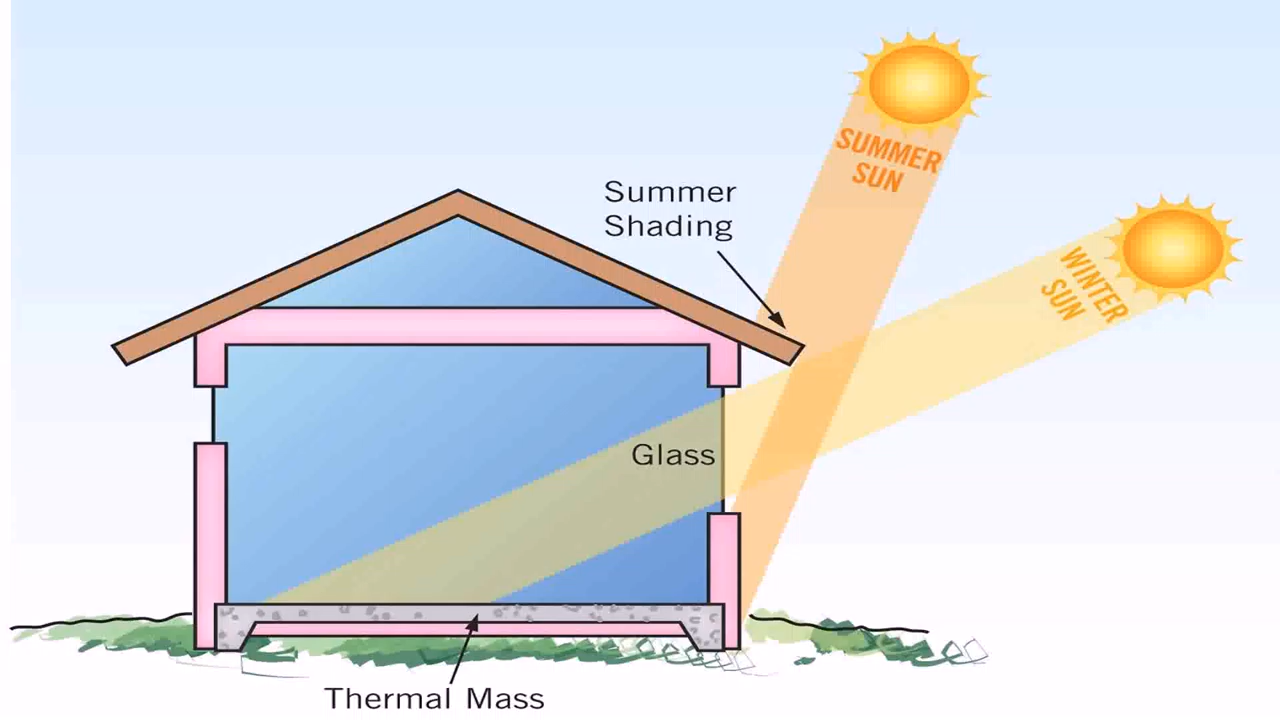 SUMMER
SUN
Summer
Shading
WINTER
SUN
Glass
Thermal Mass